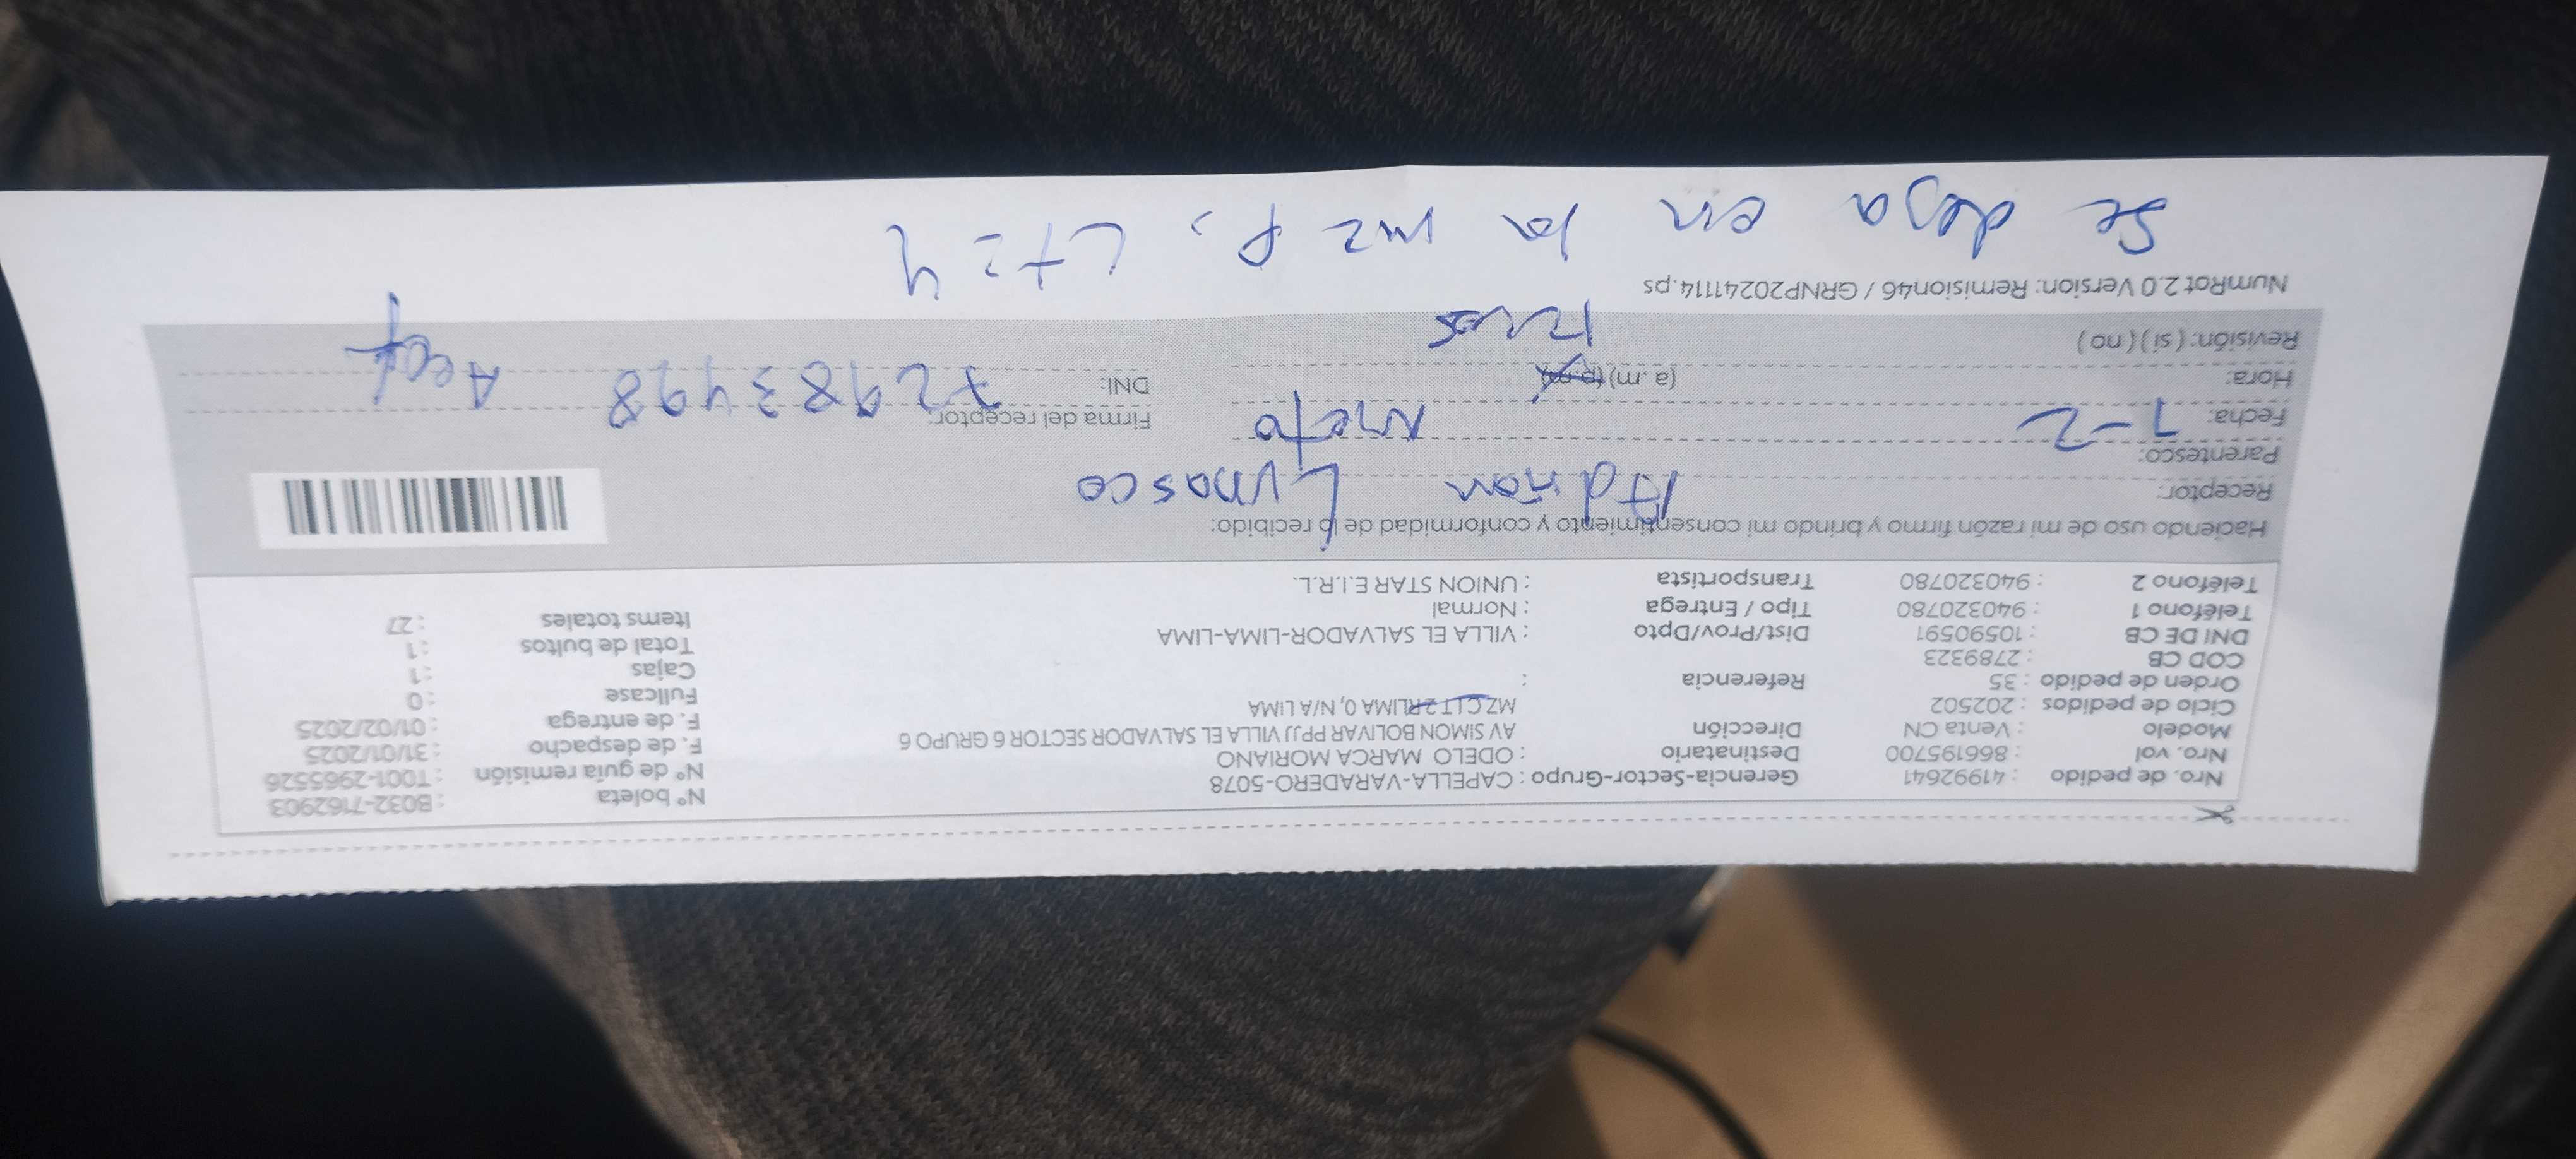 Nro. de pedido : 41992641 Gerencia-Sector-Grupo : CAPELLA-VARADERO-5078 N° boleta : B032-7162903
Nro. vol : 866195700 Destinatario : ODELO MARCA MORIANO N° de guía remisión : T001-2965526
Modelo : Venta CN Dirección AV SIMON BOLIVAR PPJJ VILLA EL SALVADOR SECTOR 6 GRUPO 6 F. de despacho : 31/01/2025
Ciclo de pedidos : 202502 MZ C LT 2 RLIMA 0, N/A LIMA F. de entrega : 01/02/2025
Orden de pedido : 35 Referencia : Fullcase : 0
COD CB : 2789323 Cajas : 1
DNI DE CB : 10590591 Dist/Prov/Dpto : VILLA EL SALVADOR-LIMA-LIMA Total de bultos : 1
Teléfono 1 : 940320780 Tipo / Entrega : Normal Items totales : 27
Teléfono 2 : 940320780 Transportista : UNION STAR E.I.R.L.
Haciendo uso de mi razón firmo y brindo mi consentimiento y conformidad de lo recibido:
Receptor: Adrian Lunasco
Parentesco: Nieto
Fecha: 1-2 Firma del receptor:
Hora: (a.m) (p.m) DNI: 72983498
Revisión: ( si ) ( no )
NumRot 2.0 Version: Remision46 / GRNP20241114.ps
Se deja en la mz P, Lt = 4